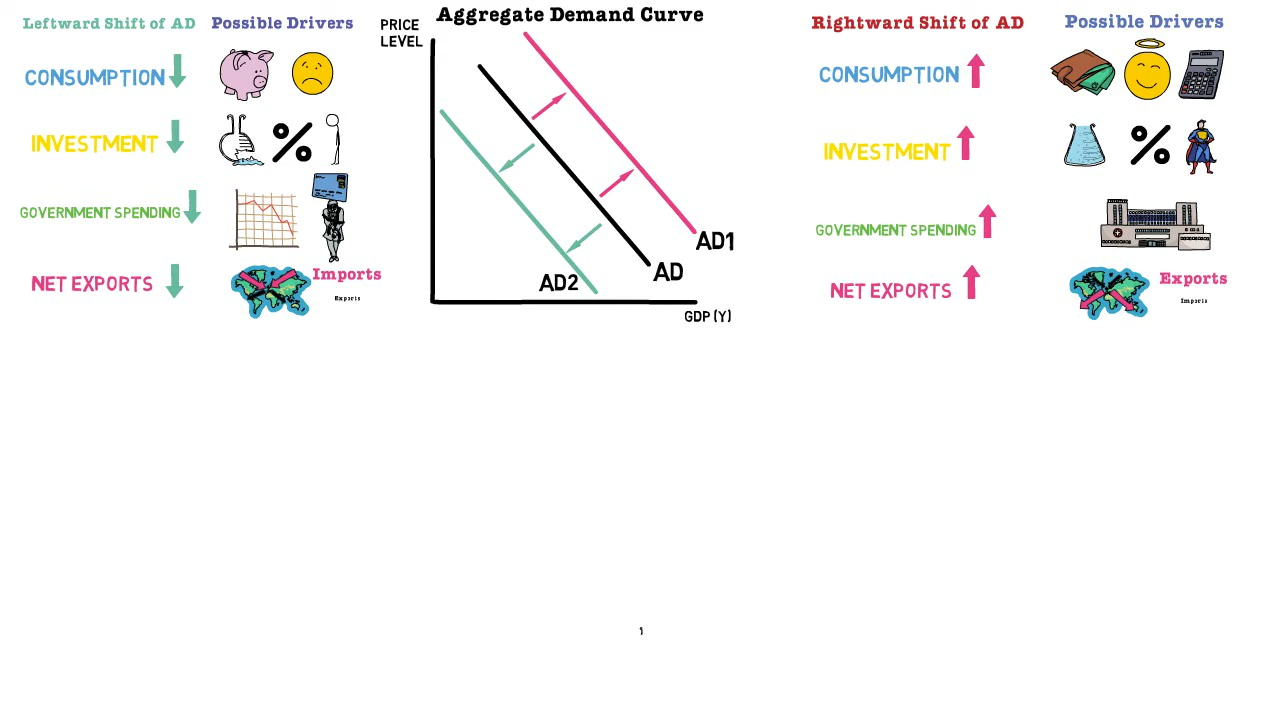 Leftward Shift of AD
Possible Drivers
CONSUMPTION
INVESTMENT
%
GOVERNMENT SPENDING
NET EXPORTS
Imports
Exports
Aggregate Demand Curve
PRICE
LEVEL
AD1
AD
AD2
GDP (Y)
Rightward Shift of AD
Possible Drivers
CONSUMPTION
INVESTMENT
%
GOVERNMENT SPENDING
NET EXPORTS
Exports
Imports